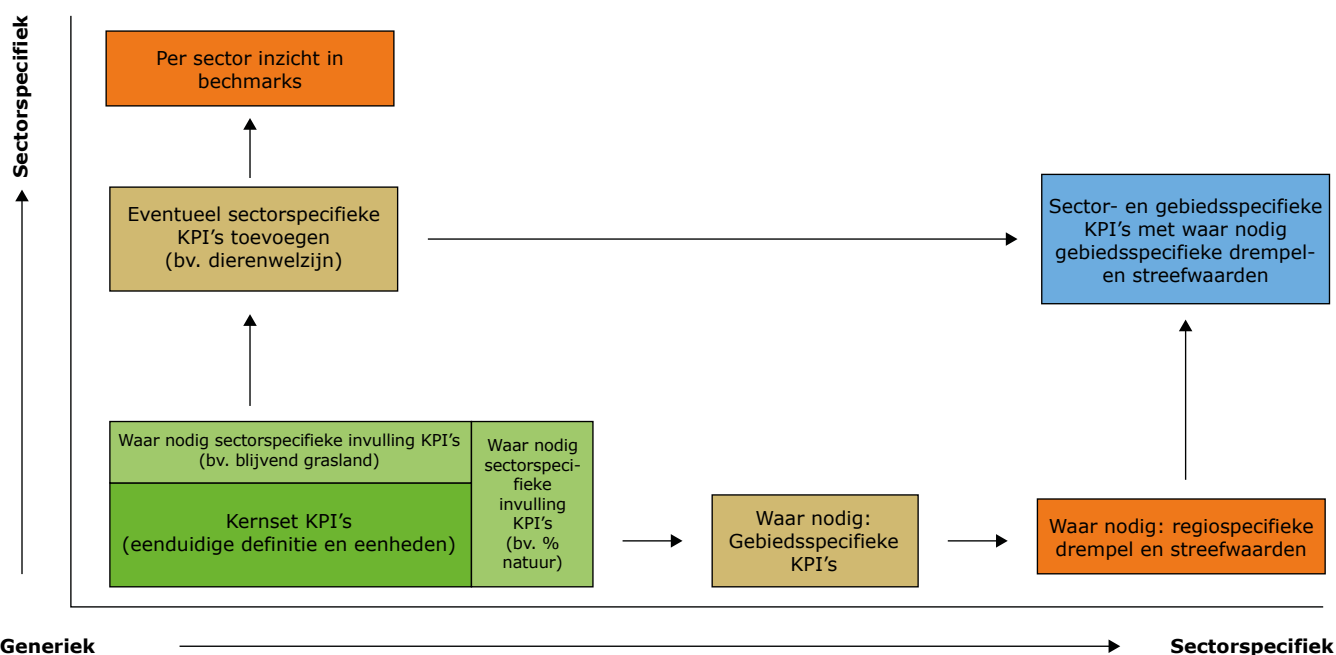 Sectorspecifiek
Per sector inzicht in
bechmarks
Eventueel sectorspecifieke
KPI's toevoegen
(bv. dierenwelzijn)
Sector- en gebiedsspecifieke
KPI's met waar nodig
gebiedsspecifieke drempel-
en streefwaarden
Waar nodig sectorspecifieke invulling KPI's
(bv. blijvend grasland)
Kernset KPI's
(eenduidige definitie en eenheden)
Waar nodig
sectorspeci-
fieke
invulling
KPI's
(bv. %
natuur)
Waar nodig:
Gebiedsspecifieke
KPI's
Waar nodig: regiospecifieke
drempel en streefwaarden
Generiek
Sectorspecifiek